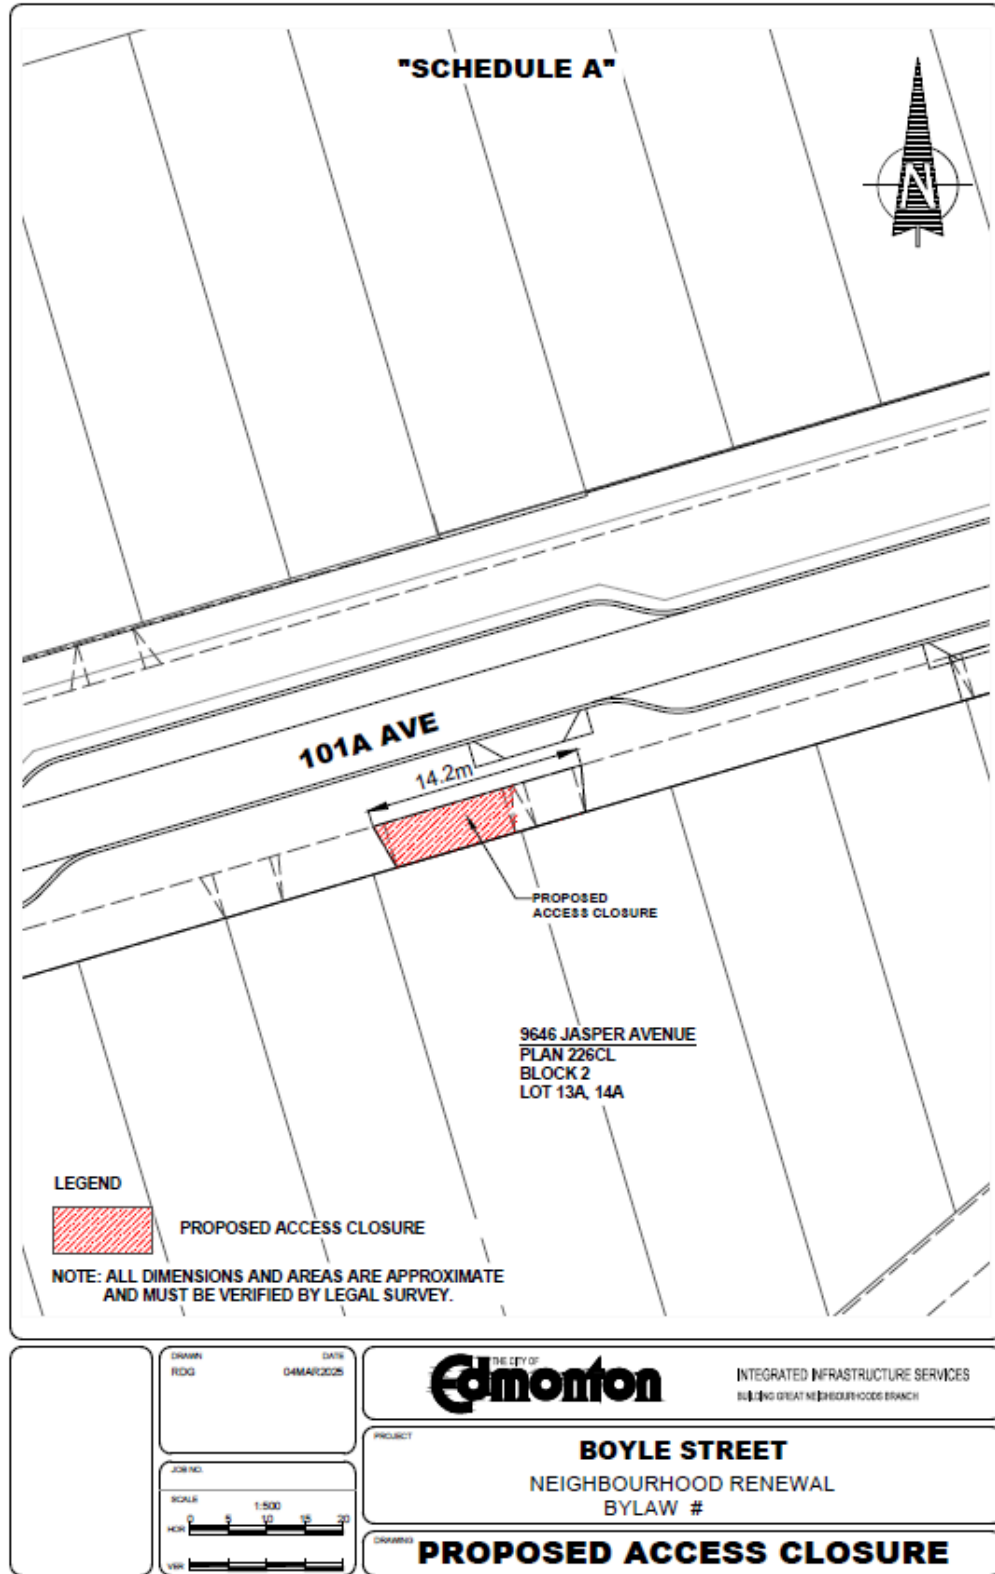 "SCHEDULE A"
N
101A AVE
14.2m
PROPOSED
ACCESS CLOSURE
9646 JASPER AVENUE
PLAN 226CL
BLOCK 2
LOT 13A, 14A
LEGEND
PROPOSED ACCESS CLOSURE
NOTE: ALL DIMENSIONS AND AREAS ARE APPROXIMATE
AND MUST BE VERIFIED BY LEGAL SURVEY.
DRAWN DATE
RDG 04MAR2025
JOB NO.
SCALE 1:500
0 5 10 15 20
HOR
VER
THE CITY OF
Edmonton
INTEGRATED INFRASTRUCTURE SERVICES
BUILDING GREAT NEIGHBOURHOODS BRANCH
PROJECT
BOYLE STREET
NEIGHBOURHOOD RENEWAL
BYLAW #
DRAWING
PROPOSED ACCESS CLOSURE